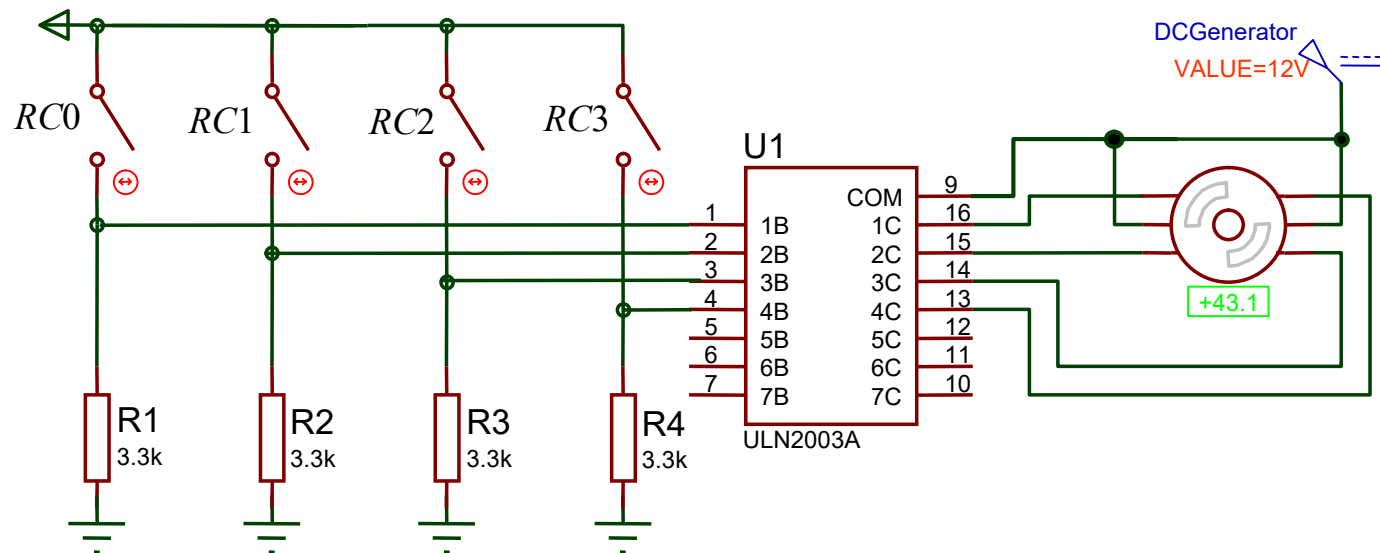 DCGenerator
VALUE=12V
RC0
RC1
RC2
RC3
U1
1
2
3
4
5
6
7
1B
2B
3B
4B
5B
6B
7B
COM
1C
2C
3C
4C
5C
6C
7C
9
16
15
14
13
12
11
10
ULN2003A
+43.1
R1
3.3k
R2
3.3k
R3
3.3k
R4
3.3k